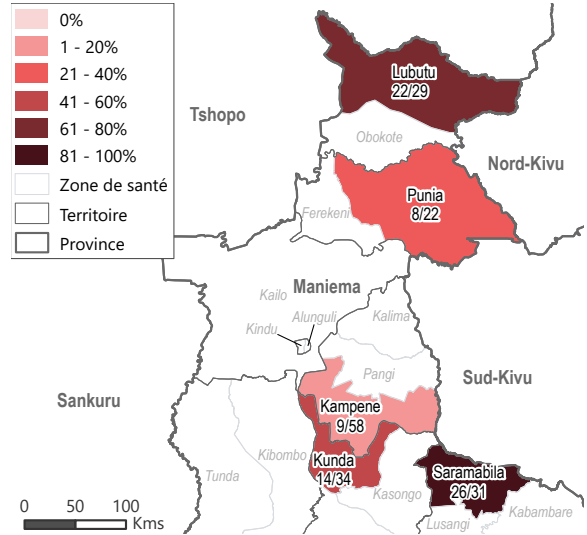 0%
1 - 20%
21 - 40%
41 - 60%
61 - 80%
81 - 100%
Zone de santé
Territoire
Province
Lubutu
22/29
Tshopo
Obokote
Nord-Kivu
Punia
8/22
Ferekeni
Maniema
Kailo
Alunguli
Kalima
Kindu
Pangi
Sud-Kivu
Sankuru
Kampene
9/58
Kibombo
Kunda
14/34
Tunda
Saramabila
26/31
Kasongo
Kabambare
Lusangi
0 50 100
Kms